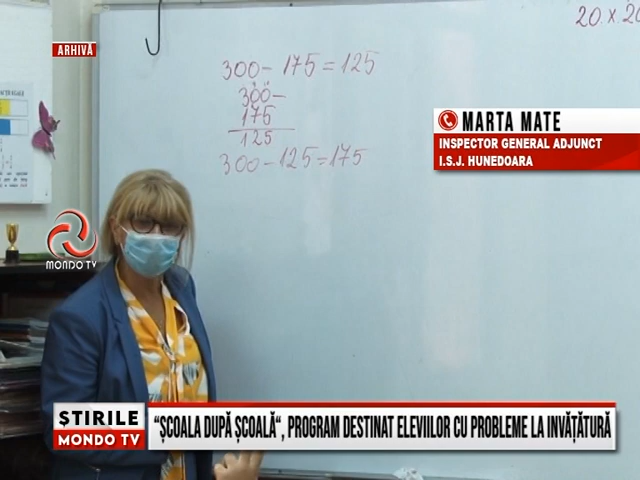 ARHIVĂ
20.x.20
300 - 175 = 125
300 -
175
125
300 - 125 = 175
MARTA MATE
INSPECTOR GENERAL ADJUNCT
I.S.J. HUNEDOARA
MONDO TV
ȘTIRILE
MONDO TV
“ȘCOALA DUPĂ ȘCOALĂ“, PROGRAM DESTINAT ELEVIILOR CU PROBLEME LA INVĂȚĂTURĂ